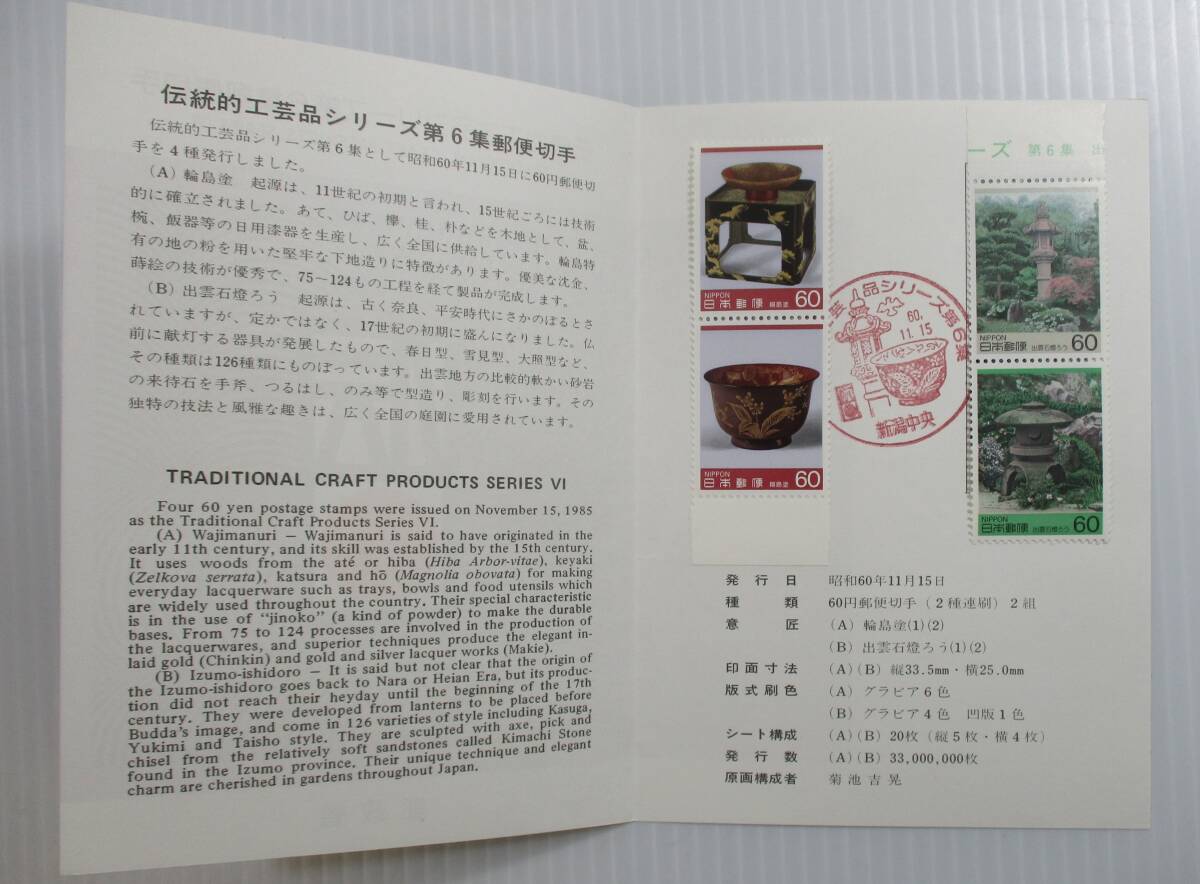 伝統的工芸品シリーズ第6集郵便切手
伝統的工芸品シリーズ第6集として昭和60年11月15日に60円郵便切
手を4種発行しました。
(A) 輪島塗　起源は、11世紀の初期と言われ、15世紀ごろには技術
的に確立されました。あて、ひば、欅、桂、朴などを木地として、盆、
椀、飯器等の日用漆器を生産し、広く全国に供給しています。輪島特
有の地の粉を用いた堅牢な下地造りに特徴があります。優美な沈金、
蒔絵の技術が優秀で、75～124もの工程を経て製品が完成します。
(B) 出雲石燈ろう　起源は、古く奈良、平安時代にさかのぼるとさ
れていますが、定かではなく、17世紀の初期に盛んになりました。仏
前に献灯する器具が発展したもので、春日型、雪見型、大照型など、
その種類は126種類にものぼっています。出雲地方の比較的軟かい砂岩
の来待石を手斧、つるはし、のみ等で型造り、彫刻を行います。その
独特の技法と風雅な趣きは、広く全国の庭園に愛用されています。
TRADITIONAL CRAFT PRODUCTS SERIES VI
Four 60 yen postage stamps were issued on November 15, 1985
as the Traditional Craft Products Series VI.
(A) Wajimanuri — Wajimanuri is said to have originated in the
early 11th century, and its skill was established by the 15th century.
It uses woods from the até or hiba (Hiba Arbor-vitae), keyaki
(Zelkova serrata), katsura and hō (Magnolia obovata) for making
everyday lacquerware such as trays, bowls and food utensils which
are widely used throughout the country. Their special characteristic
is in the use of "jinoko" (a kind of powder) to make the durable
bases. From 75 to 124 processes are involved in the production of
the lacquerwares, and superior techniques produce the elegant in-
laid gold (Chinkin) and gold and silver lacquer works (Makie).
(B) Izumo-ishidoro — It is said but not clear that the origin of
the Izumo-ishidoro goes back to Nara or Heian Era, but its produc-
tion did not reach their heyday until the beginning of the 17th
century. They were developed from lanterns to be placed before
Budda's image, and come in 126 varieties of style including Kasuga,
Yukimi and Taisho style. They are sculpted with axe, pick and
chisel from the relatively soft sandstones called Kimachi Stone
found in the Izumo province. Their unique technique and elegant
charm are cherished in gardens throughout Japan.
NIPPON
日本郵便 輪島塗 60
NIPPON
日本郵便 輪島塗 60
芸品シリーズ第6集
60.
11.15
新潟中央
ーズ 第6集 出
NIPPON
日本郵便 出雲石燈ろう 60
NIPPON
日本郵便 出雲石燈ろう 60
発行日 昭和60年11月15日
種類 60円郵便切手(2種連刷) 2組
意匠 (A) 輪島塗(1)(2)
(B) 出雲石燈ろう(1)(2)
印面寸法 (A)(B) 縦33.5mm・横25.0mm
版式刷色 (A) グラビア6色
(B) グラビア4色 凹版1色
シート構成 (A)(B) 20枚(縦5枚・横4枚)
発行数 (A)(B) 33,000,000枚
原画構成者 菊池吉晃